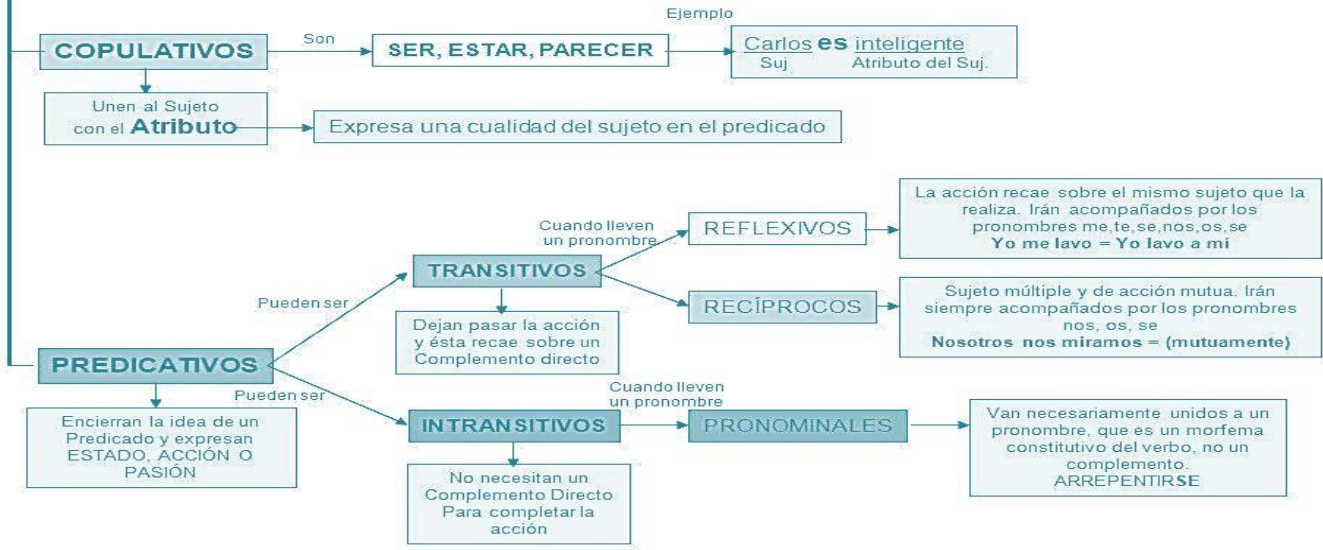 Ejemplo
COPULATIVOS
Son
SER, ESTAR, PARECER
Carlos es inteligente
Suj
Atributo del Suj.
Unen al Sujeto
con el Atributo
Expresa una cualidad del sujeto en el predicado
PREDICATIVOS
Encierran la idea de un
Predicado y expresan
ESTADO, ACCIÓN O
PASIÓN
Pueden ser
TRANSITIVOS
Dejan pasar la acción
y ésta recae sobre un
Complemento directo
Cuando lleven
un pronombre
REFLEXIVOS
La acción recae sobre el mismo sujeto que la
realiza. Irán acompañados por los
pronombres me,te,se,nos,os,se
Yo me lavo = Yo lavo a mi
RECÍPROCOS
Sujeto múltiple y de acción mutua. Irán
siempre acompañados por los pronombres
nos, os, se
Nosotros nos miramos = (mutuamente)
Pueden ser
INTRANSITIVOS
No necesitan un
Complemento Directo
Para completar la
acción
Cuando lleven
un pronombre
PRONOMINALES
Van necesariamente unidos a un
pronombre, que es un morfema
constitutivo del verbo, no un
complemento.
ARREPENTIRSE